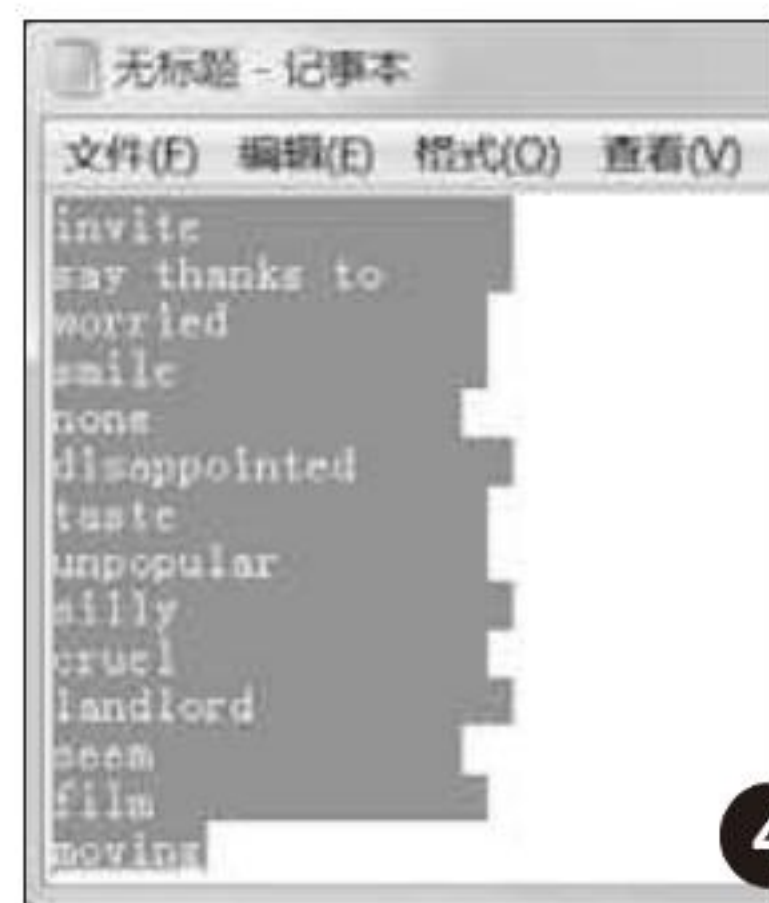 无标题 - 记事本
文件(F) 编辑(E) 格式(O) 查看(V)
invite
say thanks to
worried
smile
none
disappointed
taste
unpopular
silly
cruel
landlord
seem
film
moving
4